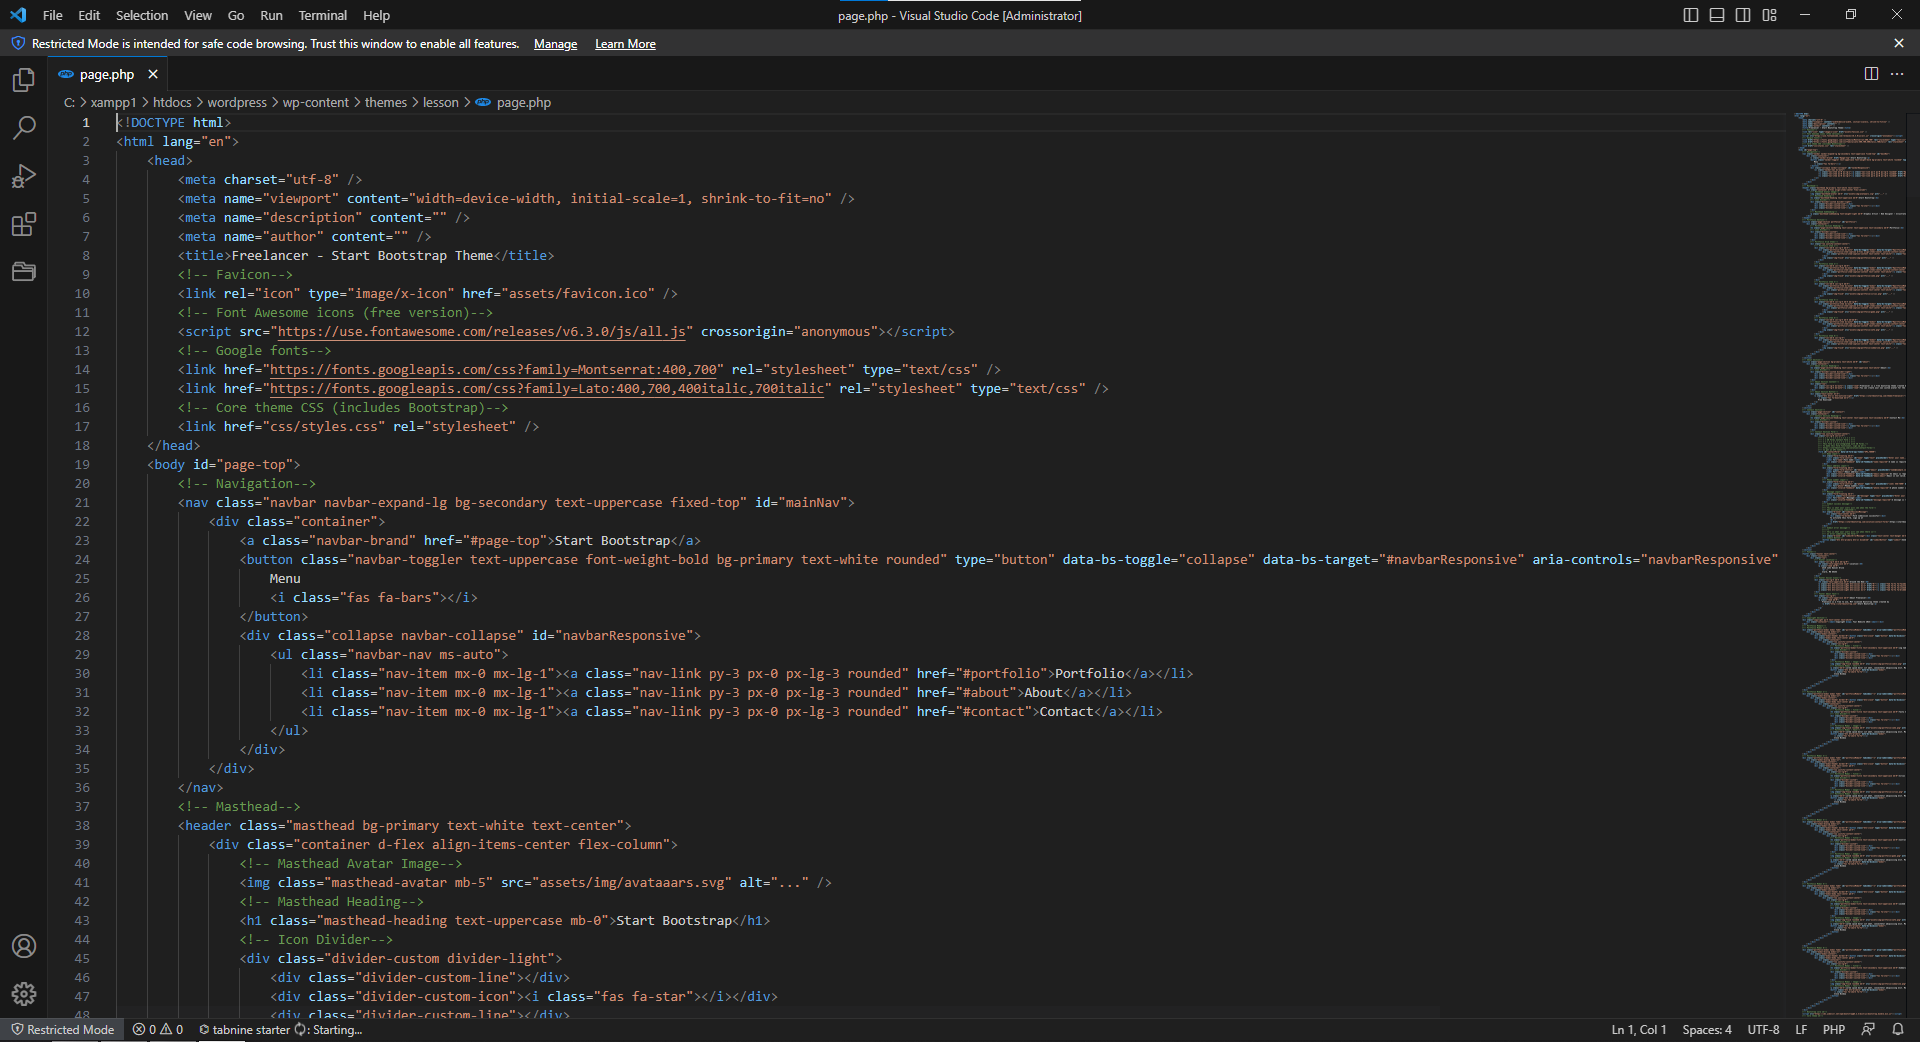 File Edit Selection View Go Run Terminal Help
page.php - Visual Studio Code [Administrator]
Restricted Mode is intended for safe code browsing. Trust this window to enable all features. Manage Learn More
page.php
C: > xampp1 > htdocs > wordpress > wp-content > themes > lesson > page.php
1 <!DOCTYPE html>
2 <html lang="en">
3 <head>
4 <meta charset="utf-8" />
5 <meta name="viewport" content="width=device-width, initial-scale=1, shrink-to-fit=no" />
6 <meta name="description" content="" />
7 <meta name="author" content="" />
8 <title>Freelancer - Start Bootstrap Theme</title>
9 <!-- Favicon-->
10 <link rel="icon" type="image/x-icon" href="assets/favicon.ico" />
11 <!-- Font Awesome icons (free version)-->
12 <script src="https://use.fontawesome.com/releases/v6.3.0/js/all.js" crossorigin="anonymous"></script>
13 <!-- Google fonts-->
14 <link href="https://fonts.googleapis.com/css?family=Montserrat:400,700" rel="stylesheet" type="text/css" />
15 <link href="https://fonts.googleapis.com/css?family=Lato:400,700,400italic,700italic" rel="stylesheet" type="text/css" />
16 <!-- Core theme CSS (includes Bootstrap)-->
17 <link href="css/styles.css" rel="stylesheet" />
18 </head>
19 <body id="page-top">
20 <!-- Navigation-->
21 <nav class="navbar navbar-expand-lg bg-secondary text-uppercase fixed-top" id="mainNav">
22 <div class="container">
23 <a class="navbar-brand" href="#page-top">Start Bootstrap</a>
24 <button class="navbar-toggler text-uppercase font-weight-bold bg-primary text-white rounded" type="button" data-bs-toggle="collapse" data-bs-target="#navbarResponsive" aria-controls="navbarResponsive"
25 Menu
26 <i class="fas fa-bars"></i>
27 </button>
28 <div class="collapse navbar-collapse" id="navbarResponsive">
29 <ul class="navbar-nav ms-auto">
30 <li class="nav-item mx-0 mx-lg-1"><a class="nav-link py-3 px-0 px-lg-3 rounded" href="#portfolio">Portfolio</a></li>
31 <li class="nav-item mx-0 mx-lg-1"><a class="nav-link py-3 px-0 px-lg-3 rounded" href="#about">About</a></li>
32 <li class="nav-item mx-0 mx-lg-1"><a class="nav-link py-3 px-0 px-lg-3 rounded" href="#contact">Contact</a></li>
33 </ul>
34 </div>
35 </div>
36 </nav>
37 <!-- Masthead-->
38 <header class="masthead bg-primary text-white text-center">
39 <div class="container d-flex align-items-center flex-column">
40 <!-- Masthead Avatar Image-->
41 <img class="masthead-avatar mb-5" src="assets/img/avataaars.svg" alt="..." />
42 <!-- Masthead Heading-->
43 <h1 class="masthead-heading text-uppercase mb-0">Start Bootstrap</h1>
44 <!-- Icon Divider-->
45 <div class="divider-custom divider-light">
46 <div class="divider-custom-line"></div>
47 <div class="divider-custom-icon"><i class="fas fa-star"></i></div>
48 <div class="divider-custom-line"></div>
Restricted Mode 0 0 tabnine starter : Starting... Ln 1, Col 1 Spaces: 4 UTF-8 LF PHP